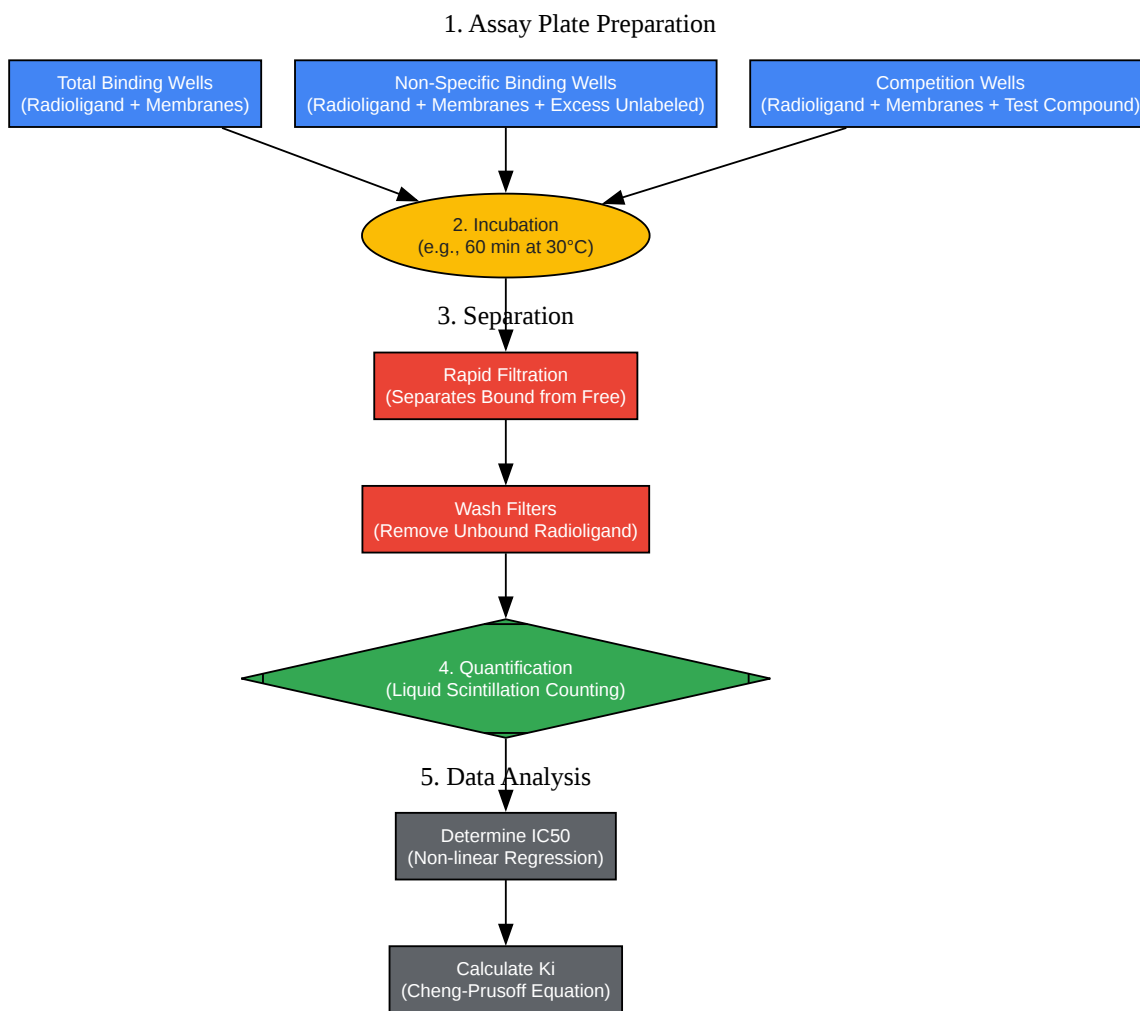 1. Assay Plate Preparation
Total Binding Wells
(Radioligand + Membranes)
Non-Specific Binding Wells
(Radioligand + Membranes + Excess Unlabeled)
Competition Wells
(Radioligand + Membranes + Test Compound)
2. Incubation
(e.g., 60 min at 30°C)
3. Separation
Rapid Filtration
(Separates Bound from Free)
Wash Filters
(Remove Unbound Radioligand)
4. Quantification
(Liquid Scintillation Counting)
5. Data Analysis
Determine IC50
(Non-linear Regression)
Calculate Ki
(Cheng-Prusoff Equation)